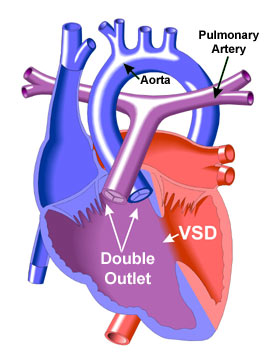 Pulmonary
Artery
Aorta
VSD
Double
Outlet